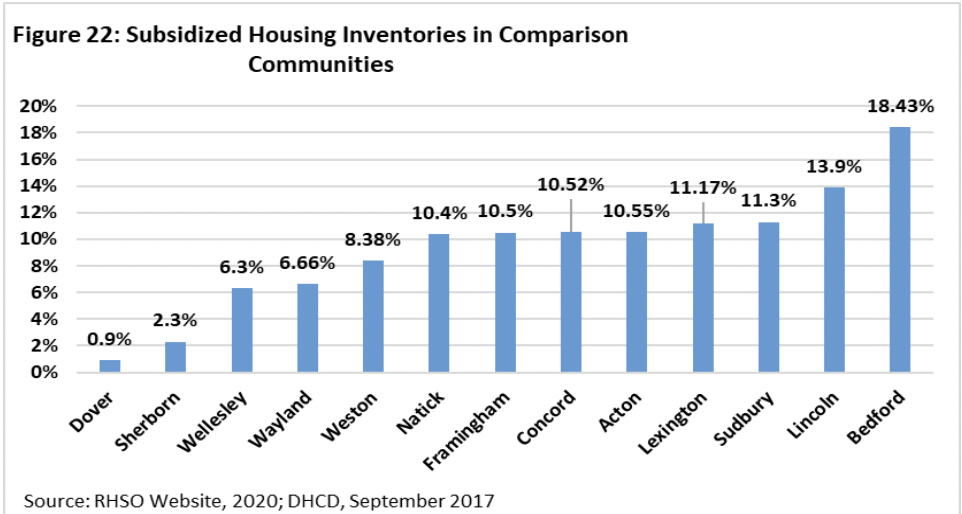 Figure 22: Subsidized Housing Inventories in Comparison
Communities
20%
18%
16%
14%
12%
10%
8%
6%
4%
2%
0%
0.9%
2.3%
6.3%
6.66%
8.38%
10.4%
10.5%
10.52%
10.55%
11.17%
11.3%
13.9%
18.43%
Dover
Sherborn
Wellesley
Wayland
Weston
Natick
Framingham
Concord
Acton
Lexington
Sudbury
Lincoln
Bedford
Source: RHSO Website, 2020; DHCD, September 2017